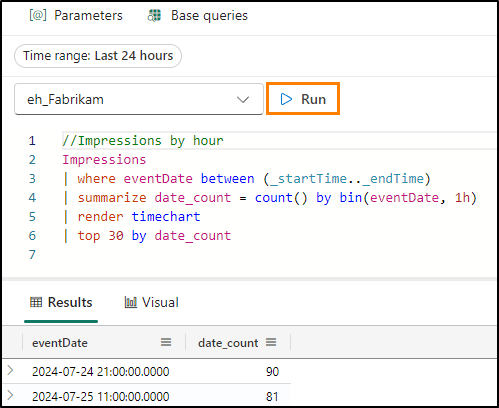 [@] Parameters Base queries
Time range: Last 24 hours
eh_Fabrikam Run
1 //Impressions by hour
2 Impressions
3 | where eventDate between (_startTime.._endTime)
4 | summarize date_count = count() by bin(eventDate, 1h)
5 | render timechart
6 | top 30 by date_count
7
Results Visual
eventDate date_count
2024-07-24 21:00:00.0000 90
2024-07-25 11:00:00.0000 81